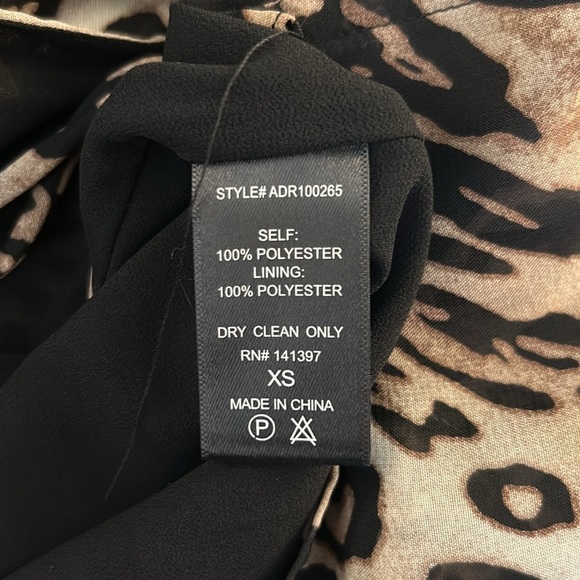 STYLE# ADR100265
SELF:
100% POLYESTER
LINING:
100% POLYESTER
DRY CLEAN ONLY
RN# 141397
XS
MADE IN CHINA
P